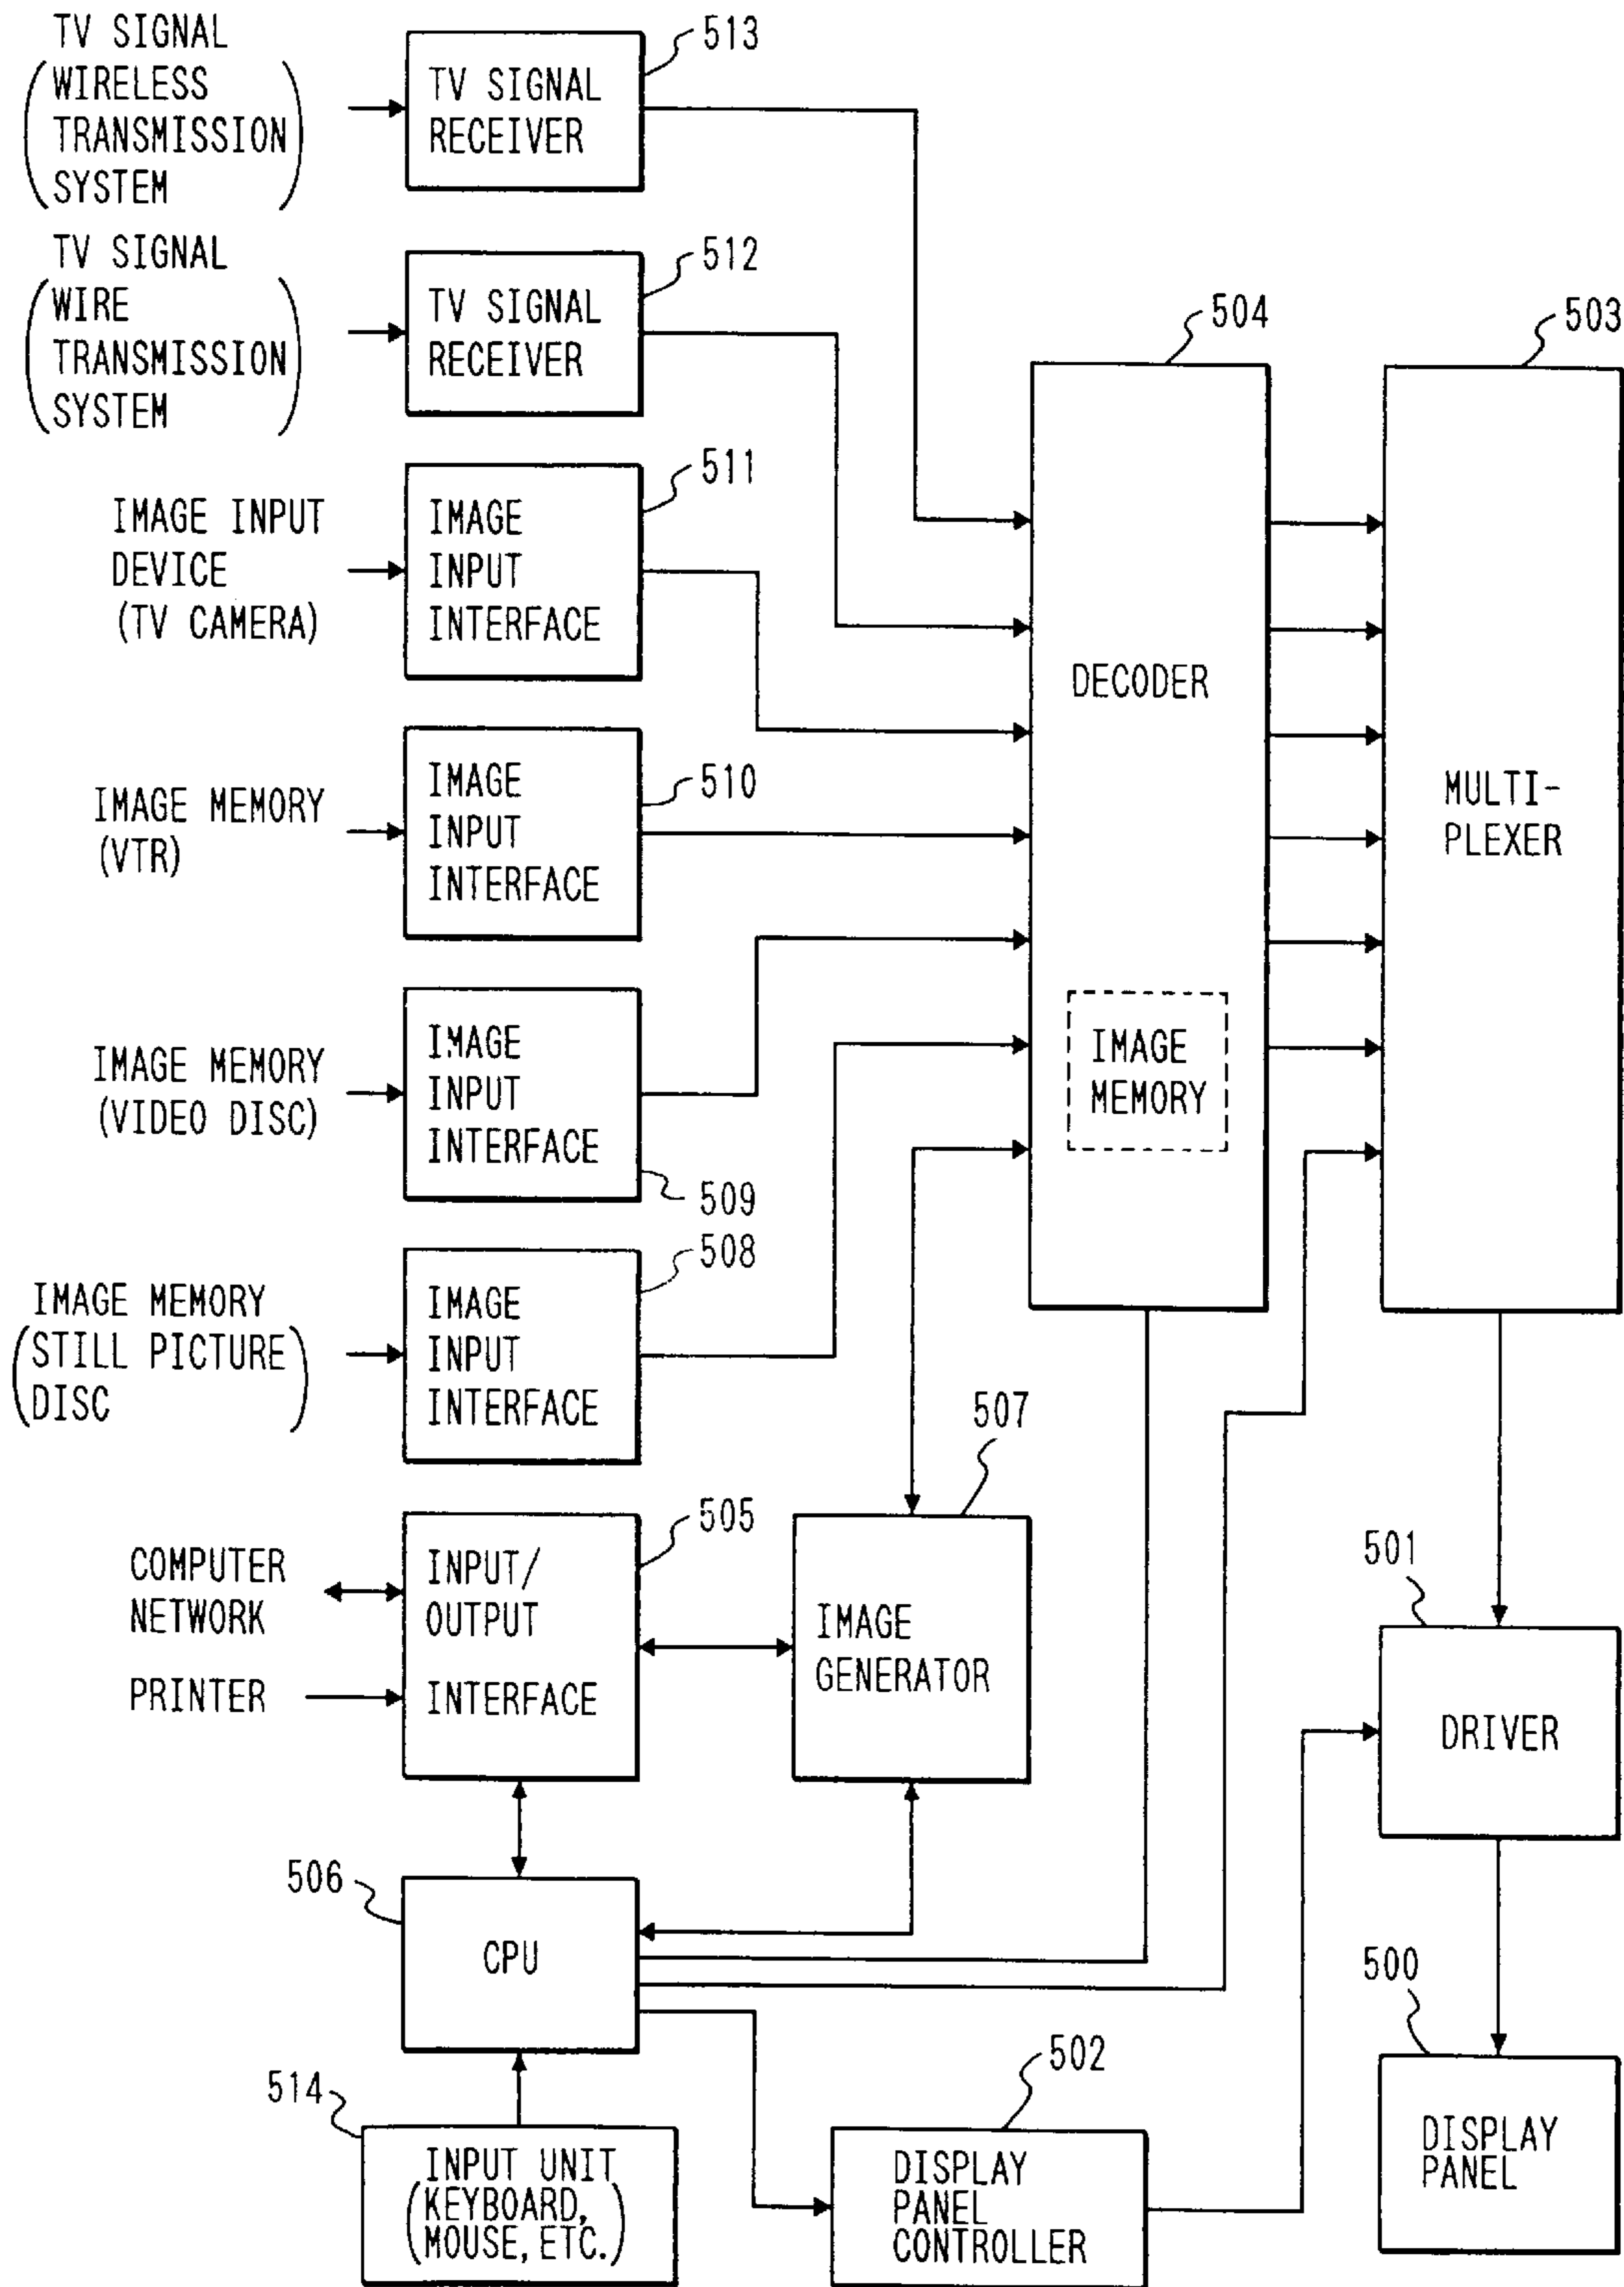 TV SIGNAL
(WIRELESS
TRANSMISSION
SYSTEM)
TV SIGNAL
RECEIVER
513
TV SIGNAL
(WIRE
TRANSMISSION
SYSTEM)
TV SIGNAL
RECEIVER
512
IMAGE INPUT
DEVICE
(TV CAMERA)
IMAGE
INPUT
INTERFACE
511
IMAGE MEMORY
(VTR)
IMAGE
INPUT
INTERFACE
510
IMAGE MEMORY
(VIDEO DISC)
IMAGE
INPUT
INTERFACE
509
IMAGE MEMORY
(STILL PICTURE
DISC)
IMAGE
INPUT
INTERFACE
508
504
DECODER
IMAGE
MEMORY
503
MULTI-
PLEXER
COMPUTER
NETWORK
PRINTER
INPUT/
OUTPUT
INTERFACE
505
507
IMAGE
GENERATOR
501
DRIVER
506
CPU
500
DISPLAY
PANEL
514
INPUT UNIT
(KEYBOARD,
MOUSE, ETC.)
502
DISPLAY
PANEL
CONTROLLER